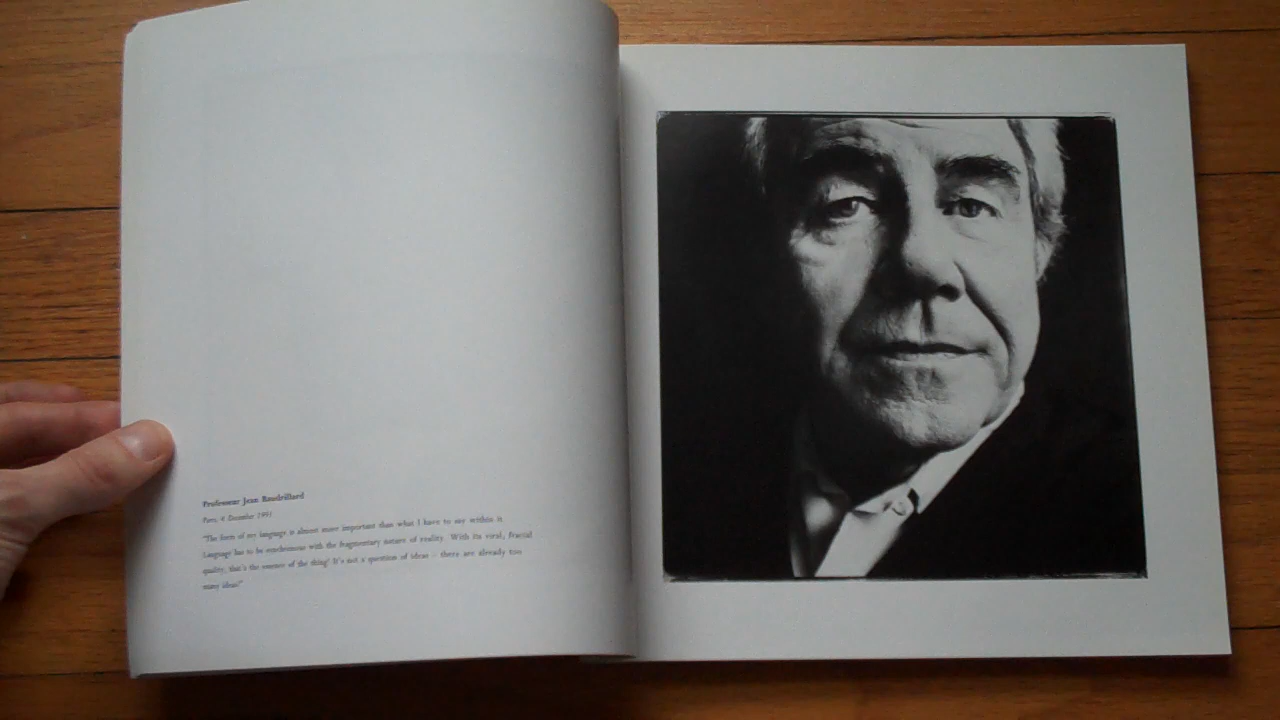 Professeur Jean Baudrillard
Paris, 4 December 1993
"The form of my language is almost more important than what I have to say within it.
Language has to be synchronous with the fragmentary nature of reality. With its viral, fractal
quality, that's the essence of the thing! It's not a question of ideas – there are already too
many ideas!"